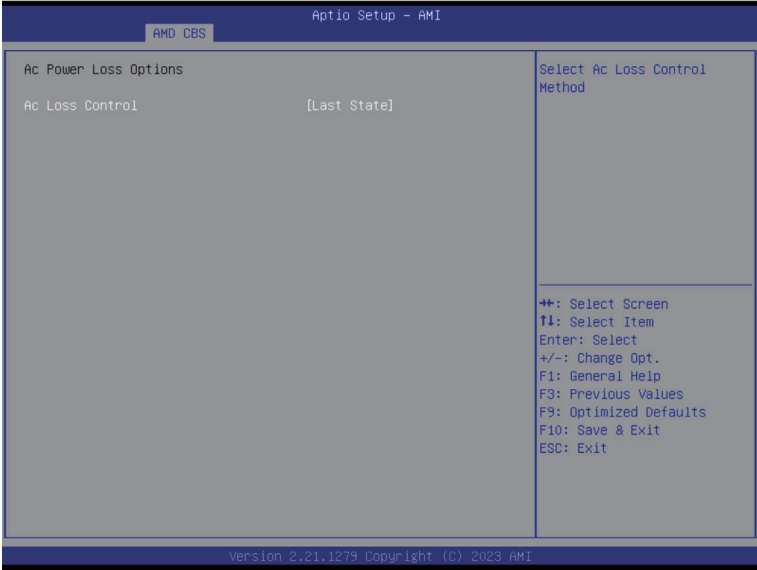 Aptio Setup – AMI
AMD CBS
Ac Power Loss Options
Ac Loss Control [Last State]
Select Ac Loss Control
Method
→←: Select Screen
↑↓: Select Item
Enter: Select
+/-: Change Opt.
F1: General Help
F3: Previous Values
F9: Optimized Defaults
F10: Save & Exit
ESC: Exit
Version 2.21.1279 Copyright (C) 2023 AMI